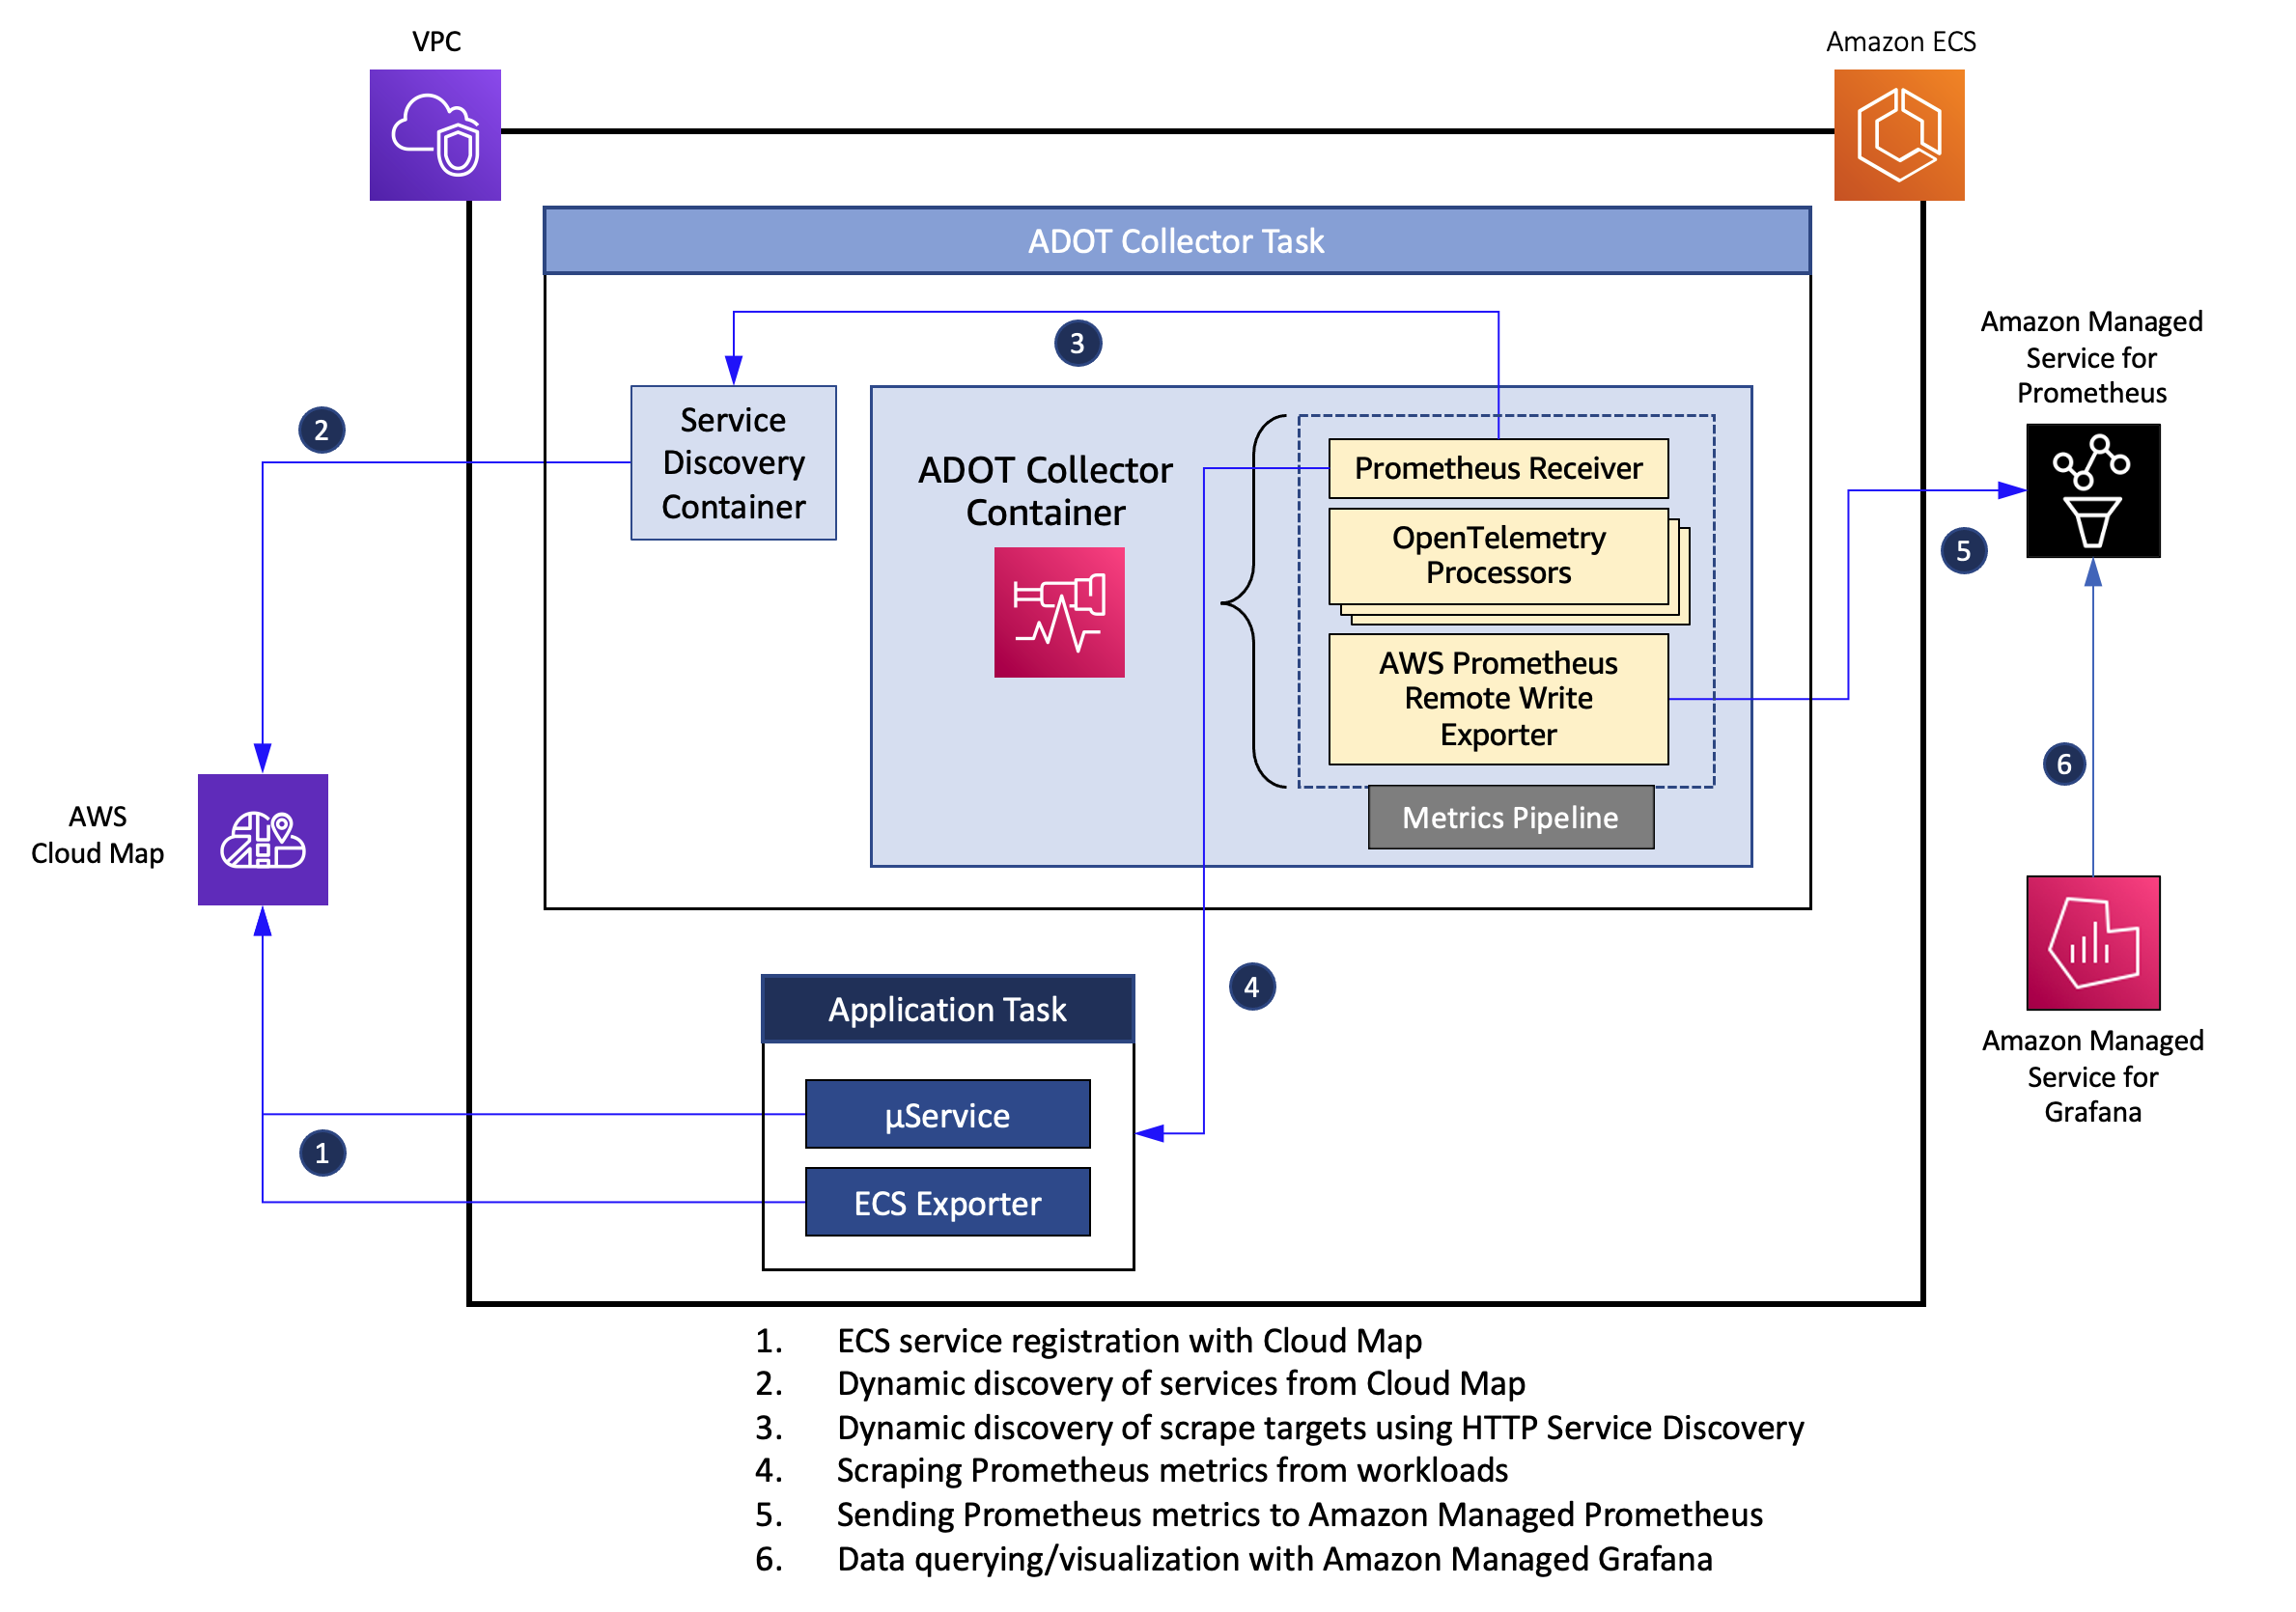 VPC
Amazon ECS
ADOT Collector Task
3
Amazon Managed
Service for
Prometheus
2
Service
Discovery
Container
ADOT Collector
Container
Prometheus Receiver
OpenTelemetry
Processors
5
AWS Prometheus
Remote Write
Exporter
6
Metrics Pipeline
AWS
Cloud Map
4
Application Task
Amazon Managed
Service for
Grafana
µService
1
ECS Exporter
1. ECS service registration with Cloud Map
2. Dynamic discovery of services from Cloud Map
3. Dynamic discovery of scrape targets using HTTP Service Discovery
4. Scraping Prometheus metrics from workloads
5. Sending Prometheus metrics to Amazon Managed Prometheus
6. Data querying/visualization with Amazon Managed Grafana